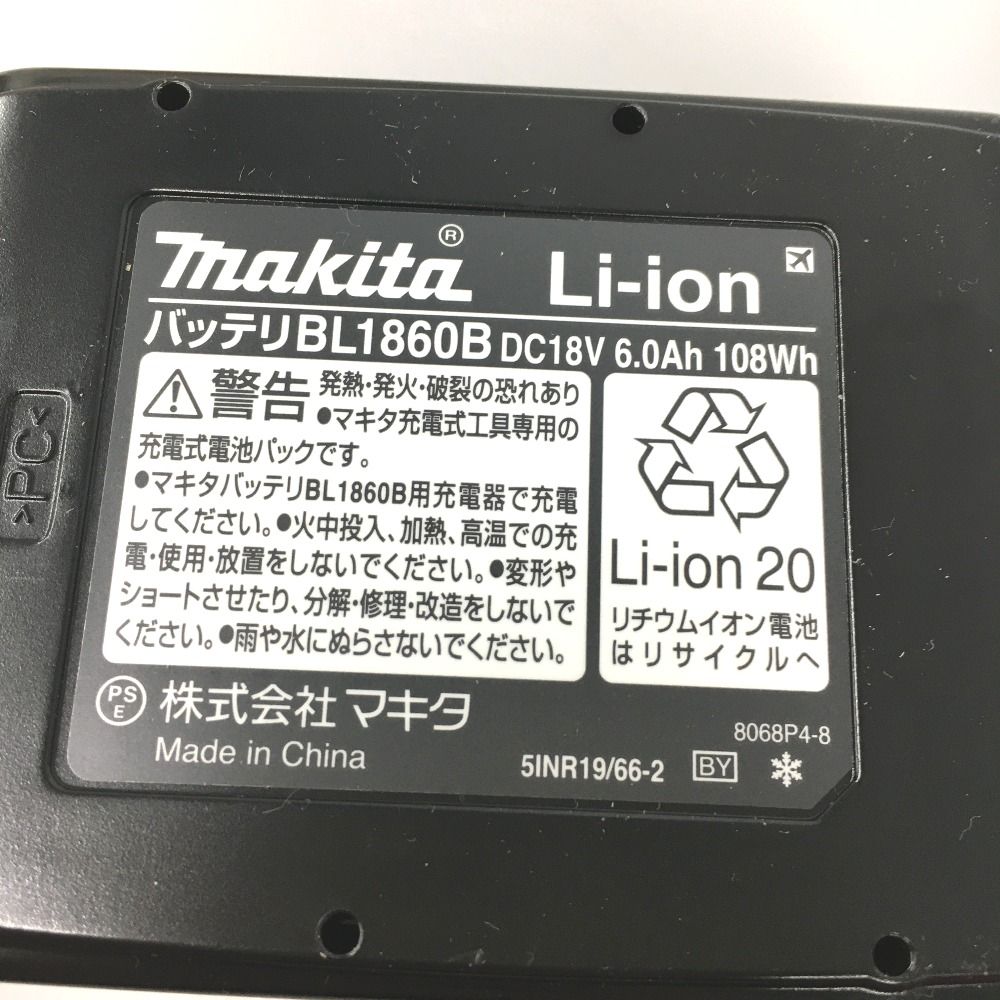 makita® Li-ion
バッテリBL1860B DC18V 6.0Ah 108Wh
⚠警告 発熱・発火・破裂の恐れあり
●マキタ充電式工具専用の
充電式電池パックです。
●マキタバッテリBL1860B用充電器で充電
してください。●火中投入、加熱、高温での充
電・使用・放置をしないでください。●変形や
ショートさせたり、分解・修理・改造をしないで
ください。●雨や水にぬらさないでください。
Li-ion 20
リチウムイオン電池
はリサイクルへ
PS
E
株式会社マキタ
Made in China
8068P4-8
5INR19/66-2 BY
>PC<